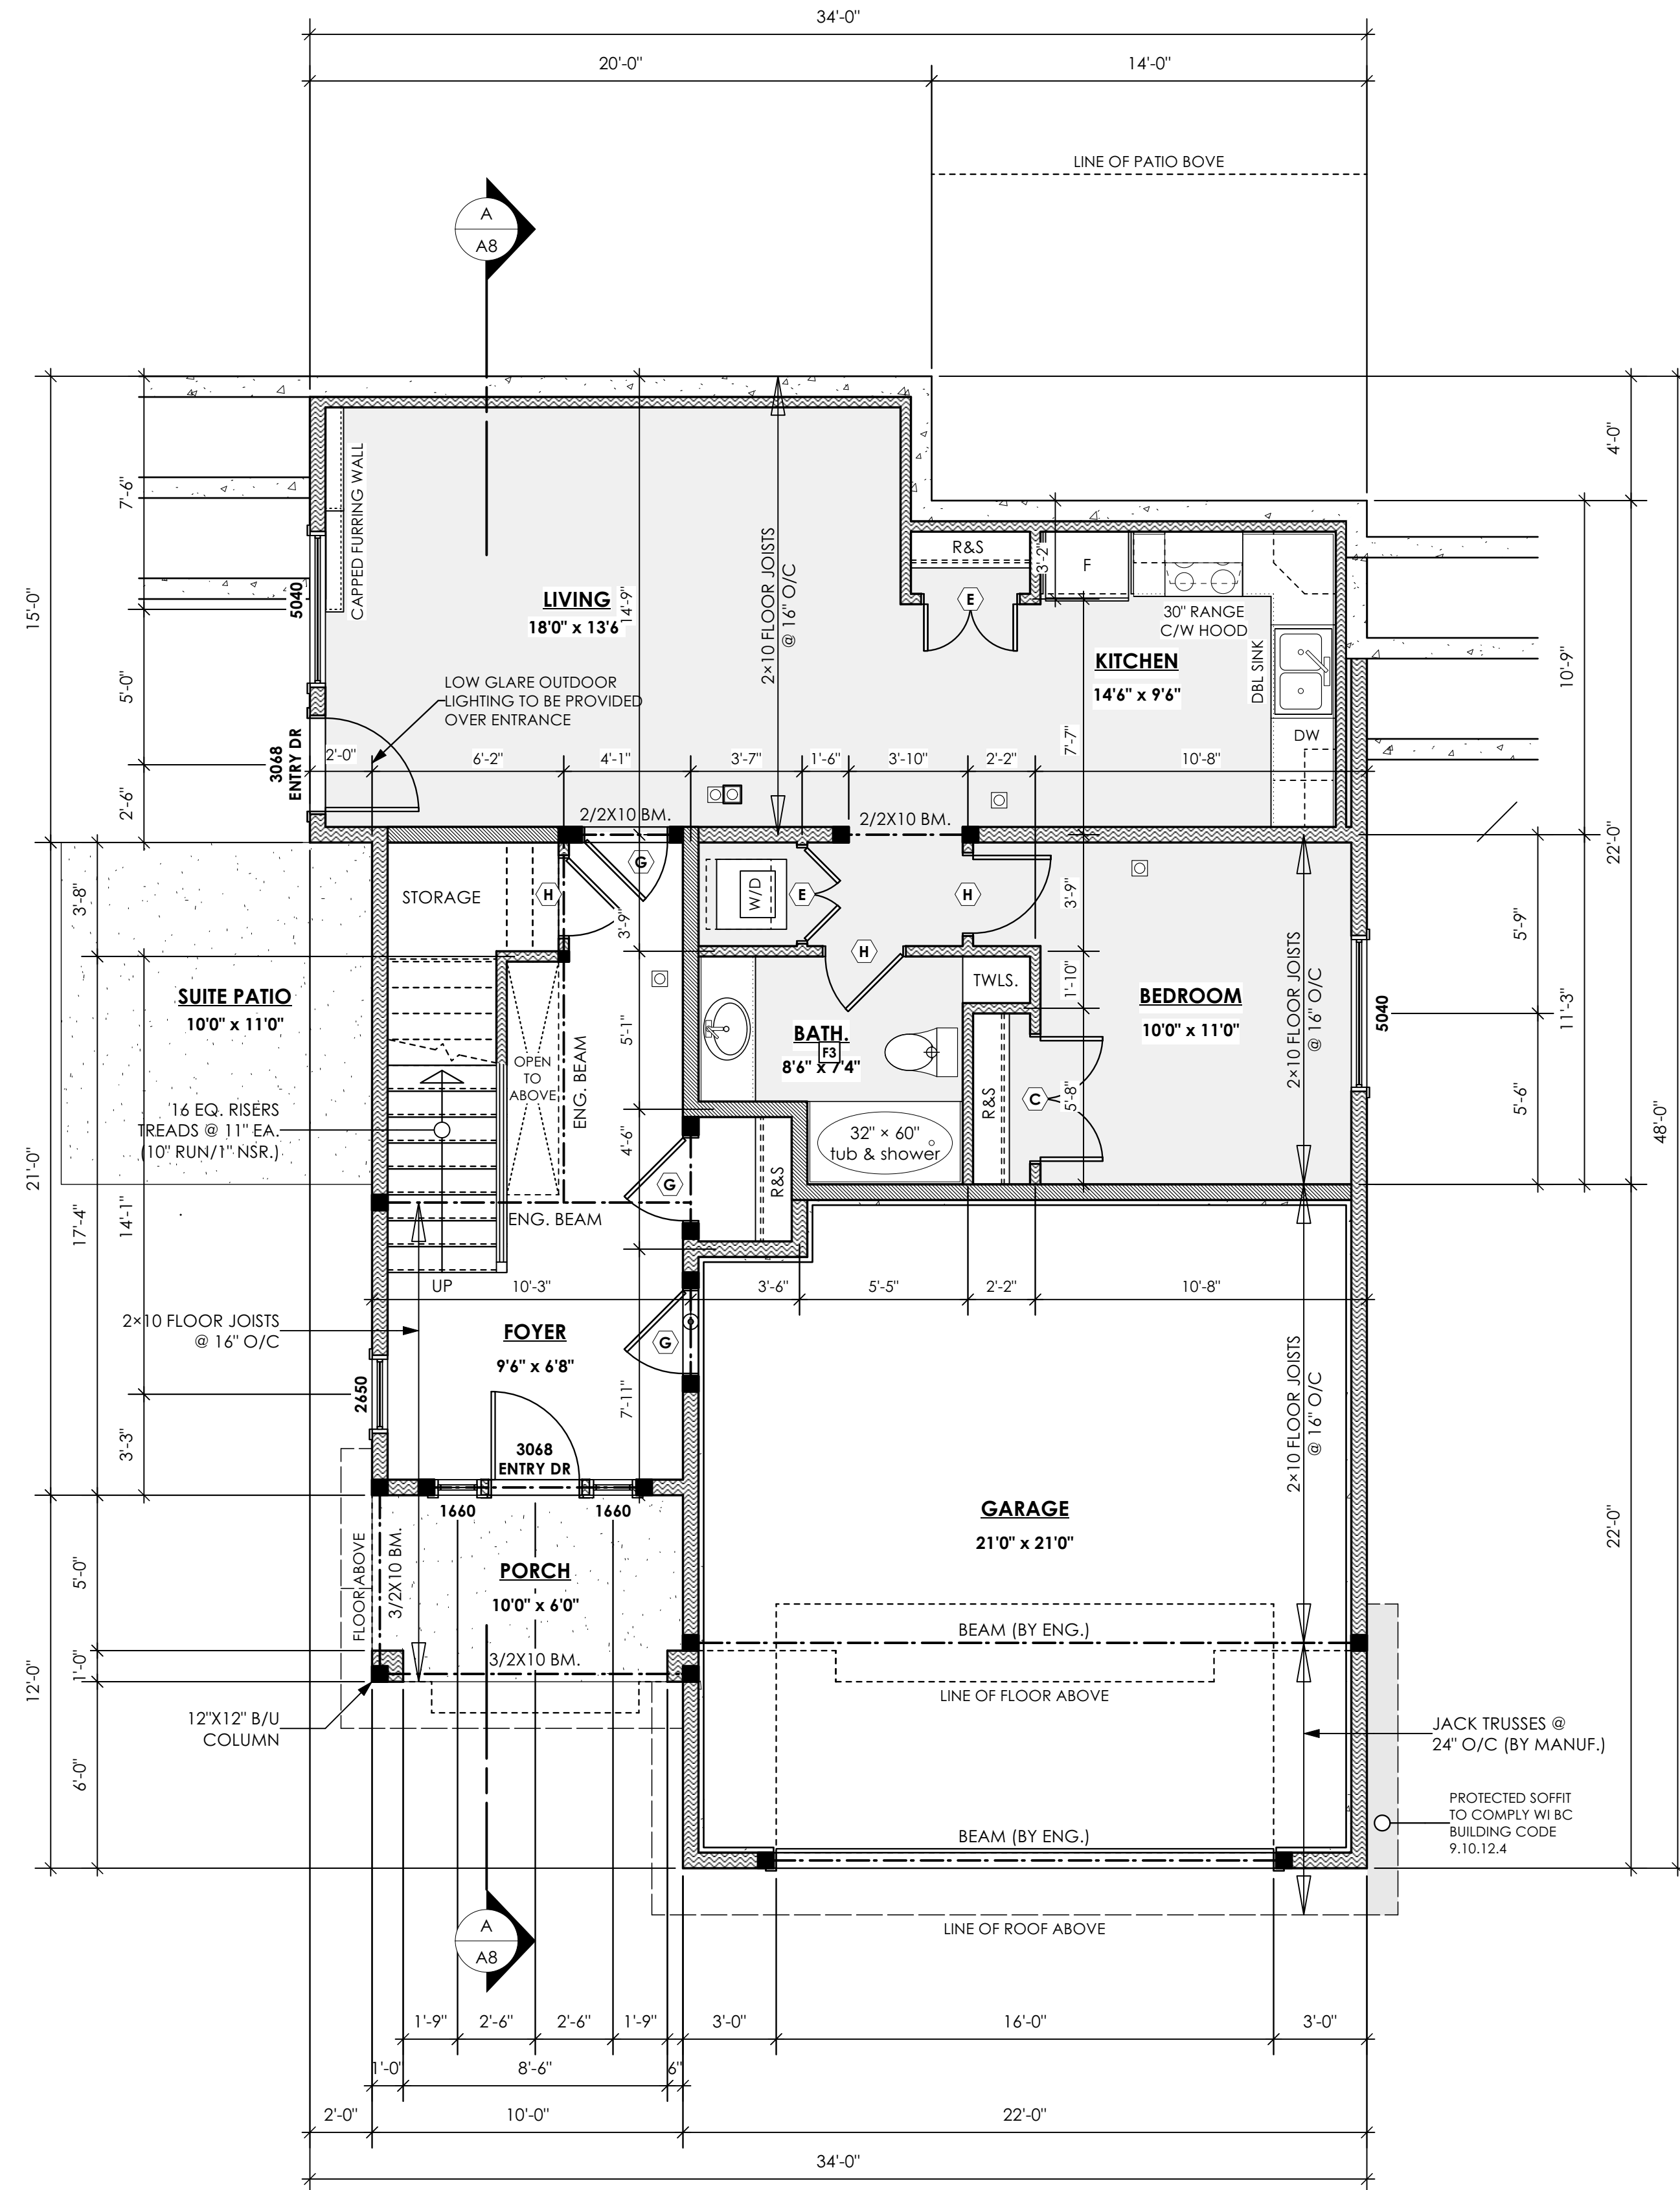 34'-0"
20'-0"
14'-0"
LINE OF PATIO BOVE
A
A8
4'-0"
7'-6"
CAPPED FURRING WALL
R&S
3'-2"
F
E
30" RANGE
C/W HOOD
5040
LIVING
18'0" x 13'6
14'-9"
2×10 FLOOR JOISTS
@ 16" O/C
15'-0"
KITCHEN
14'6" x 9'6"
DBL SINK
10'-9"
5'-0"
LOW GLARE OUTDOOR
LIGHTING TO BE PROVIDED
OVER ENTRANCE
DW
7'-7"
3068
ENTRY DR
2'-0"
6'-2"
4'-1"
3'-7"
1'-6"
3'-10"
2'-2"
10'-8"
2'-6"
2/2X10 BM.
2/2X10 BM.
22'-0"
G
3'-8"
STORAGE
H
3'-9"
W/D
E
H
3'-9"
5'-9"
H
SUITE PATIO
10'0" x 11'0"
TWLS.
1'-10"
BEDROOM
10'0" x 11'0"
2×10 FLOOR JOISTS
@ 16" O/C
5040
11'-3"
5'-1"
BATH.
F3
8'6" x 7'4"
OPEN
TO
ABOVE
ENG. BEAM
R&S
C
5'-8"
5'-6"
48'-0"
16 EQ. RISERS
TREADS @ 11" EA.
(10" RUN/1" NSR.)
32" × 60"
tub & shower
4'-6"
21'-0"
17'-4"
14'-1"
G
R&S
ENG. BEAM
UP
10'-3"
3'-6"
5'-5"
2'-2"
10'-8"
2×10 FLOOR JOISTS
@ 16" O/C
FOYER
9'6" x 6'8"
G
2650
7'-11"
2×10 FLOOR JOISTS
@ 16" O/C
3'-3"
3068
ENTRY DR
1660
1660
GARAGE
21'0" x 21'0"
22'-0"
5'-0"
FLOOR ABOVE
3/2X10 BM.
PORCH
10'0" x 6'0"
BEAM (BY ENG.)
1'-0"
3/2X10 BM.
12'-0"
LINE OF FLOOR ABOVE
12"X12" B/U
COLUMN
JACK TRUSSES @
24" O/C (BY MANUF.)
6'-0"
PROTECTED SOFFIT
TO COMPLY WI BC
BUILDING CODE
9.10.12.4
BEAM (BY ENG.)
LINE OF ROOF ABOVE
A
A8
1'-9"
2'-6"
2'-6"
1'-9"
3'-0"
16'-0"
3'-0"
1'-0"
8'-6"
6"
2'-0"
10'-0"
22'-0"
34'-0"